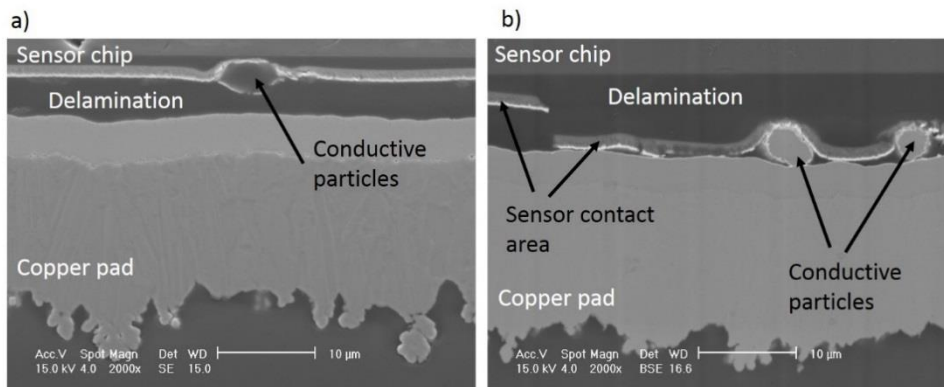 a)
Sensor chip
Delamination
Conductive
particles
Copper pad
Acc.V Spot Magn Det WD
15.0 kV 4.0 2000x SE 15.0
10 µm
b)
Sensor chip
Delamination
Sensor contact
area
Conductive
particles
Copper pad
Acc.V Spot Magn Det WD
15.0 kV 4.0 2000x BSE 16.6
10 µm